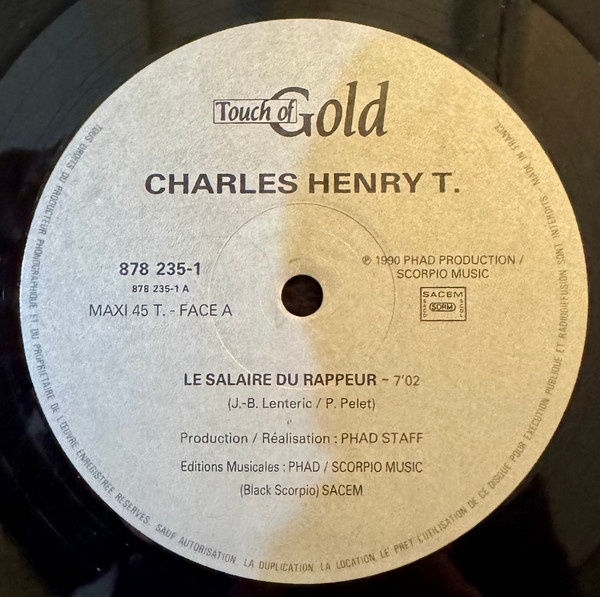 Touch of Gold
CHARLES HENRY T.
878 235-1
878 235-1 A
MAXI 45 T. - FACE A
℗ 1990 PHAD PRODUCTION /
SCORPIO MUSIC
SACEM
SDRM
LE SALAIRE DU RAPPEUR – 7'02
(J.-B. Lenteric / P. Pelet)
Production / Réalisation : PHAD STAFF
Editions Musicales : PHAD / SCORPIO MUSIC
(Black Scorpio) SACEM
TOUS DROITS DU PRODUCTEUR PHONOGRAPHIQUE ET DU PROPRIETAIRE DE L'ŒUVRE ENREGISTREE RESERVES. SAUF AUTORISATION, LA DUPLICATION, LA LOCATION, LE PRET, L'UTILISATION DE CE DISQUE POUR EXECUTION PUBLIQUE ET RADIODIFFUSION SONT INTERDITS. MADE IN FRANCE